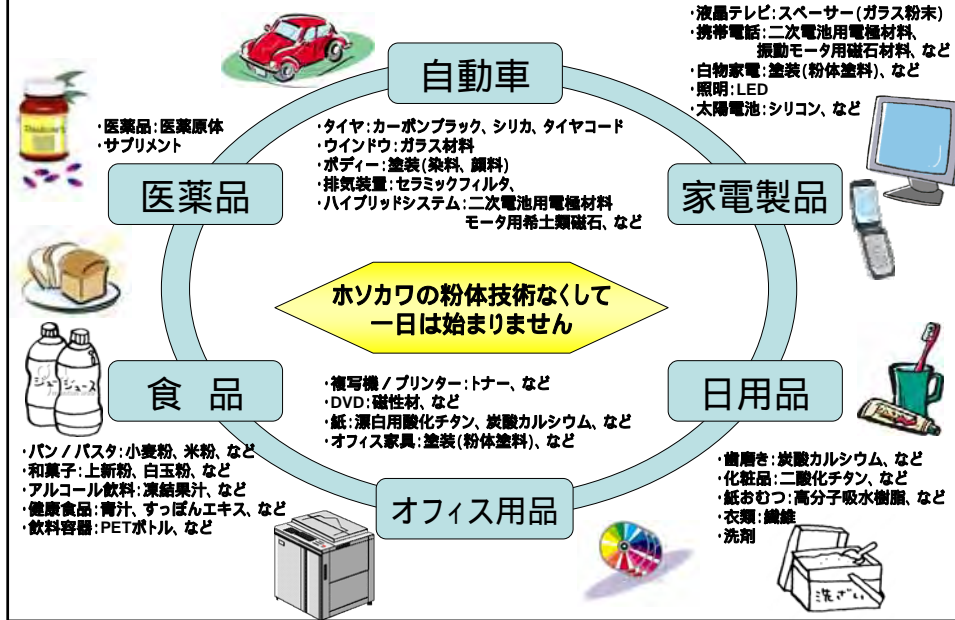 自動車
・タイヤ:カーボンブラック、シリカ、タイヤコード
・ウインドウ:ガラス材料
・ボディー:塗装(染料、顔料)
・排気装置:セラミックフィルタ、
・ハイブリッドシステム:二次電池用電極材料
モータ用希土類磁石、など
・液晶テレビ:スペーサー(ガラス粉末)
・携帯電話:二次電池用電極材料、
振動モータ用磁石材料、など
・白物家電:塗装(粉体塗料)、など
・照明:LED
・太陽電池:シリコン、など
家電製品
・医薬品:医薬原体
・サプリメント
医薬品
ホソカワの粉体技術なくして
一日は始まりません
ジュース
食 品
・パン/パスタ:小麦粉、米粉、など
・和菓子:上新粉、白玉粉、など
・アルコール飲料:凍結果汁、など
・健康食品:青汁、すっぽんエキス、など
・飲料容器:PETボトル、など
・複写機/プリンター:トナー、など
・DVD:磁性材、など
・紙:漂白用酸化チタン、炭酸カルシウム、など
・オフィス家具:塗装(粉体塗料)、など
オフィス用品
日用品
・歯磨き:炭酸カルシウム、など
・化粧品:二酸化チタン、など
・紙おむつ:高分子吸水樹脂、など
・衣類:繊維
・洗剤
洗ざい